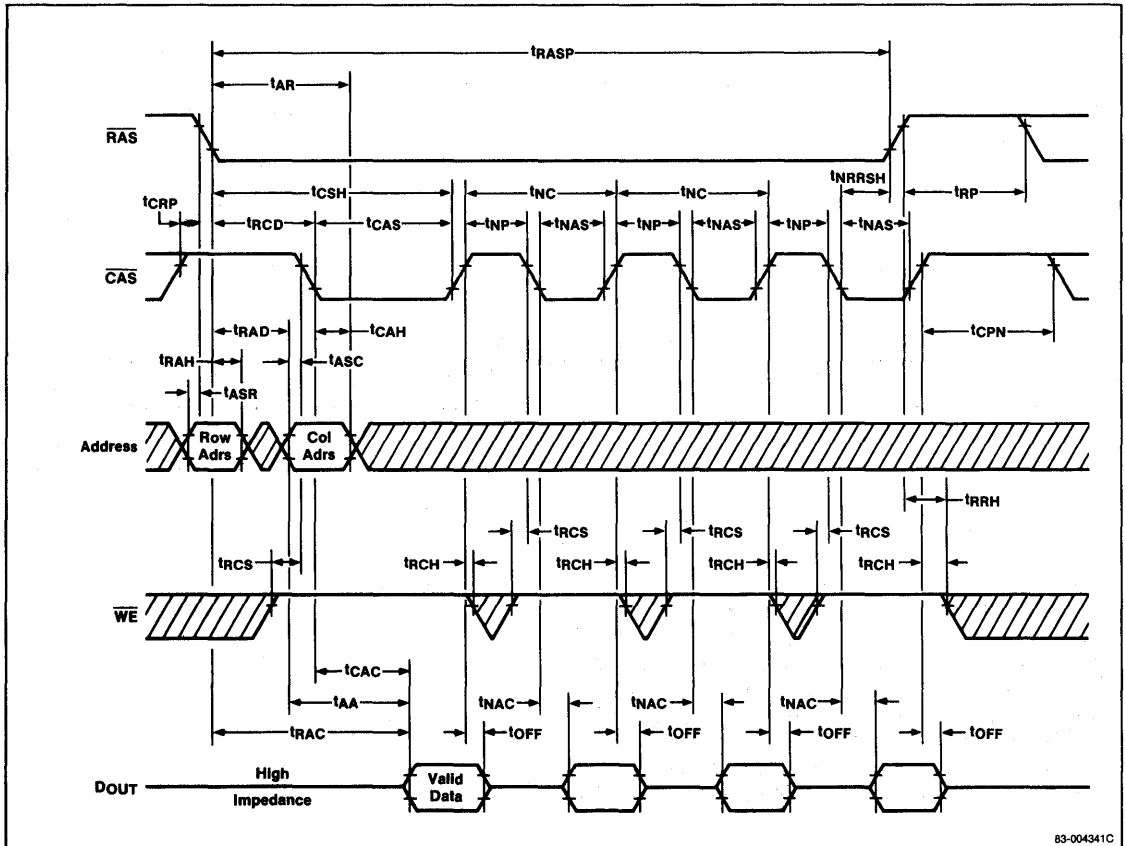 tRASP
tAR
RAS
tNRRSH
tCSH
tNC
tNC
tRP
tCRP
tRCD
tCAS
tNP
tNAS
tNP
tNAS
tNP
tNAS
CAS
tRAD
tCAH
tCPN
tRAH
tASC
tASR
Address
Row
Adrs
Col
Adrs
tRRH
tRCS
tRCS
tRCS
tRCS
tRCH
tRCH
tRCH
tRCH
WE
tCAC
tAA
tNAC
tNAC
tNAC
tRAC
tOFF
tOFF
tOFF
tOFF
DOUT
High
Impedance
Valid
Data
83-004341C